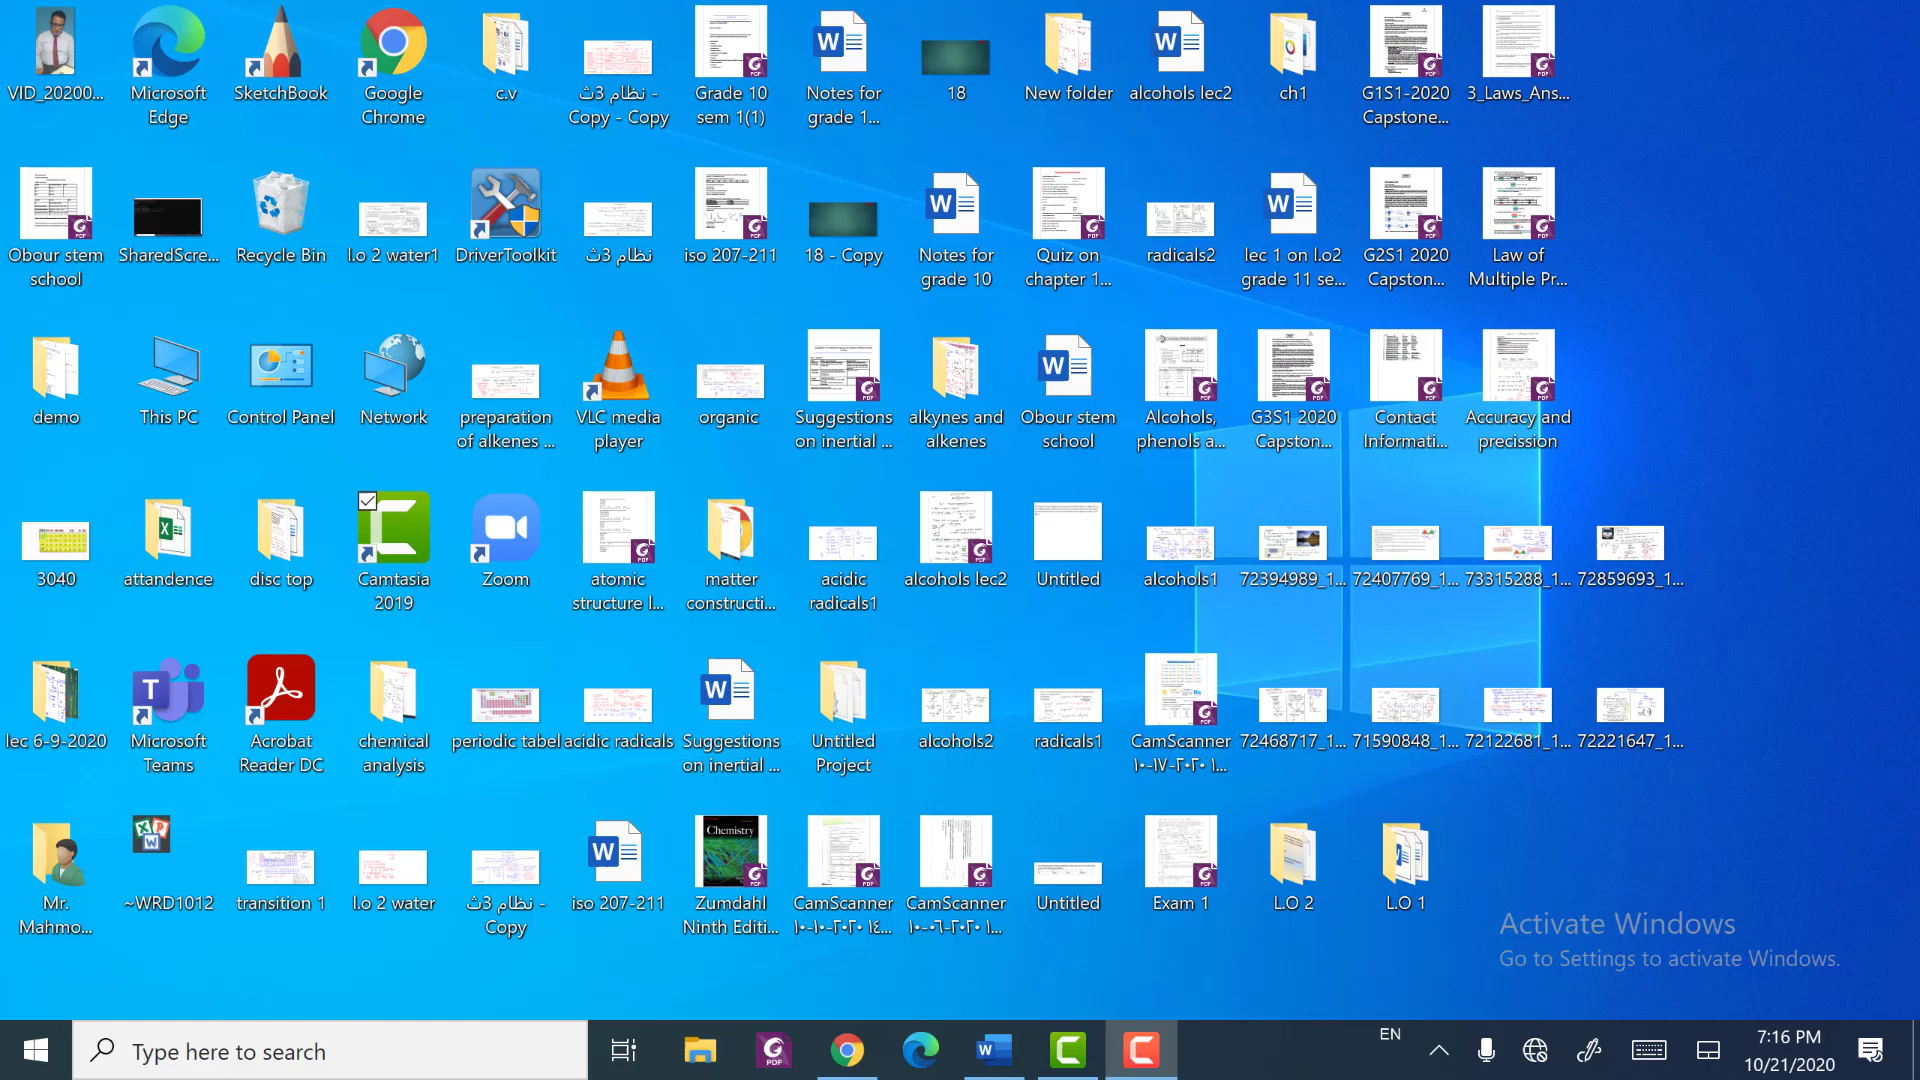 VID_20200...
Microsoft
Edge
SketchBook
Google
Chrome
c.v
نظام 3ث -
Copy - Copy
Grade 10
sem 1(1)
Notes for
grade 1...
18
New folder
alcohols lec2
ch1
G1S1-2020
Capstone...
3_Laws_Ans...
Obour stem
school
SharedScre...
Recycle Bin
l.o 2 water1
DriverToolkit
نظام 3ث
iso 207-211
18 - Copy
Notes for
grade 10
Quiz on
chapter 1...
radicals2
lec 1 on l.o2
grade 11 se...
G2S1 2020
Capston...
Law of
Multiple Pr...
demo
This PC
Control Panel
Network
preparation
of alkenes ...
VLC media
player
organic
Suggestions
on inertial ...
alkynes and
alkenes
Obour stem
school
Alcohols,
phenols a...
G3S1 2020
Capston...
Contact
Informati...
Accuracy and
precission
3040
attandence
disc top
Camtasia
2019
Zoom
atomic
structure l...
matter
constructi...
acidic
radicals1
alcohols lec2
Untitled
alcohols1
72394989_1...
72407769_1...
73315288_1...
72859693_1...
lec 6-9-2020
Microsoft
Teams
Acrobat
Reader DC
chemical
analysis
periodic tabel
acidic radicals
Suggestions
on inertial ...
Untitled
Project
alcohols2
radicals1
CamScanner
١٠-١٧-٢٠٢٠ ١...
72468717_1...
71590848_1...
72122681_1...
72221647_1...
Mr.
Mahmo...
~WRD1012
transition 1
l.o 2 water
نظام 3ث -
Copy
iso 207-211
Chemistry
Zumdahl
Ninth Editi...
CamScanner
١٠-١٠-٢٠٢٠ ١٤...
CamScanner
١٠-٠٦-٢٠٢٠ ١...
Untitled
Exam 1
L.O 2
L.O 1
Activate Windows
Go to Settings to activate Windows.
Type here to search
EN
7:16 PM
10/21/2020